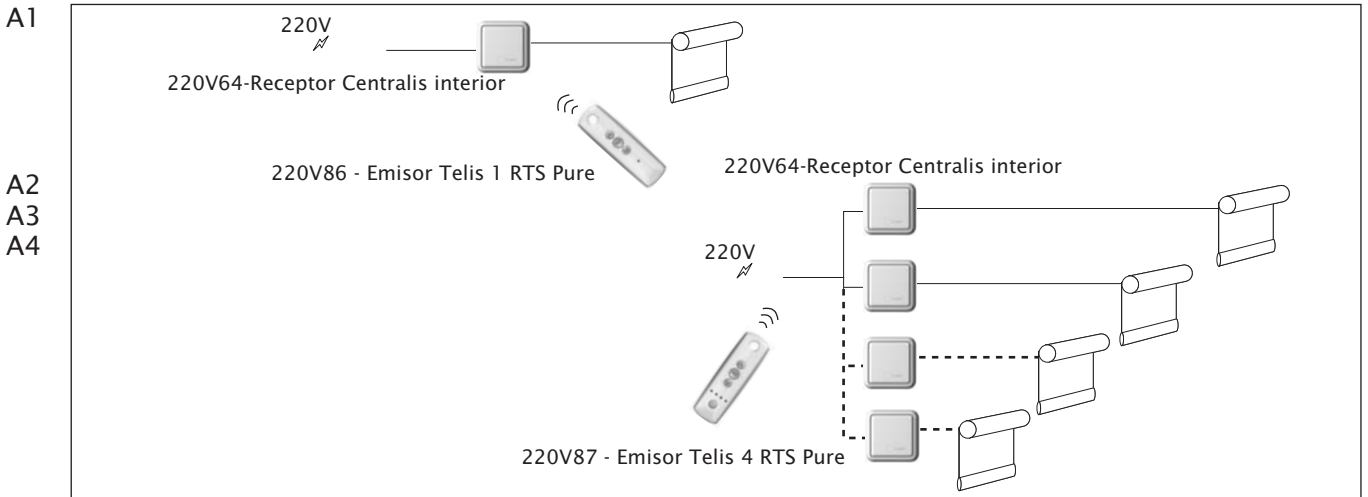 A1
220V
220V64-Receptor Centralis interior
220V86 - Emisor Telis 1 RTS Pure
220V64-Receptor Centralis interior
A2
A3
A4
220V
220V87 - Emisor Telis 4 RTS Pure